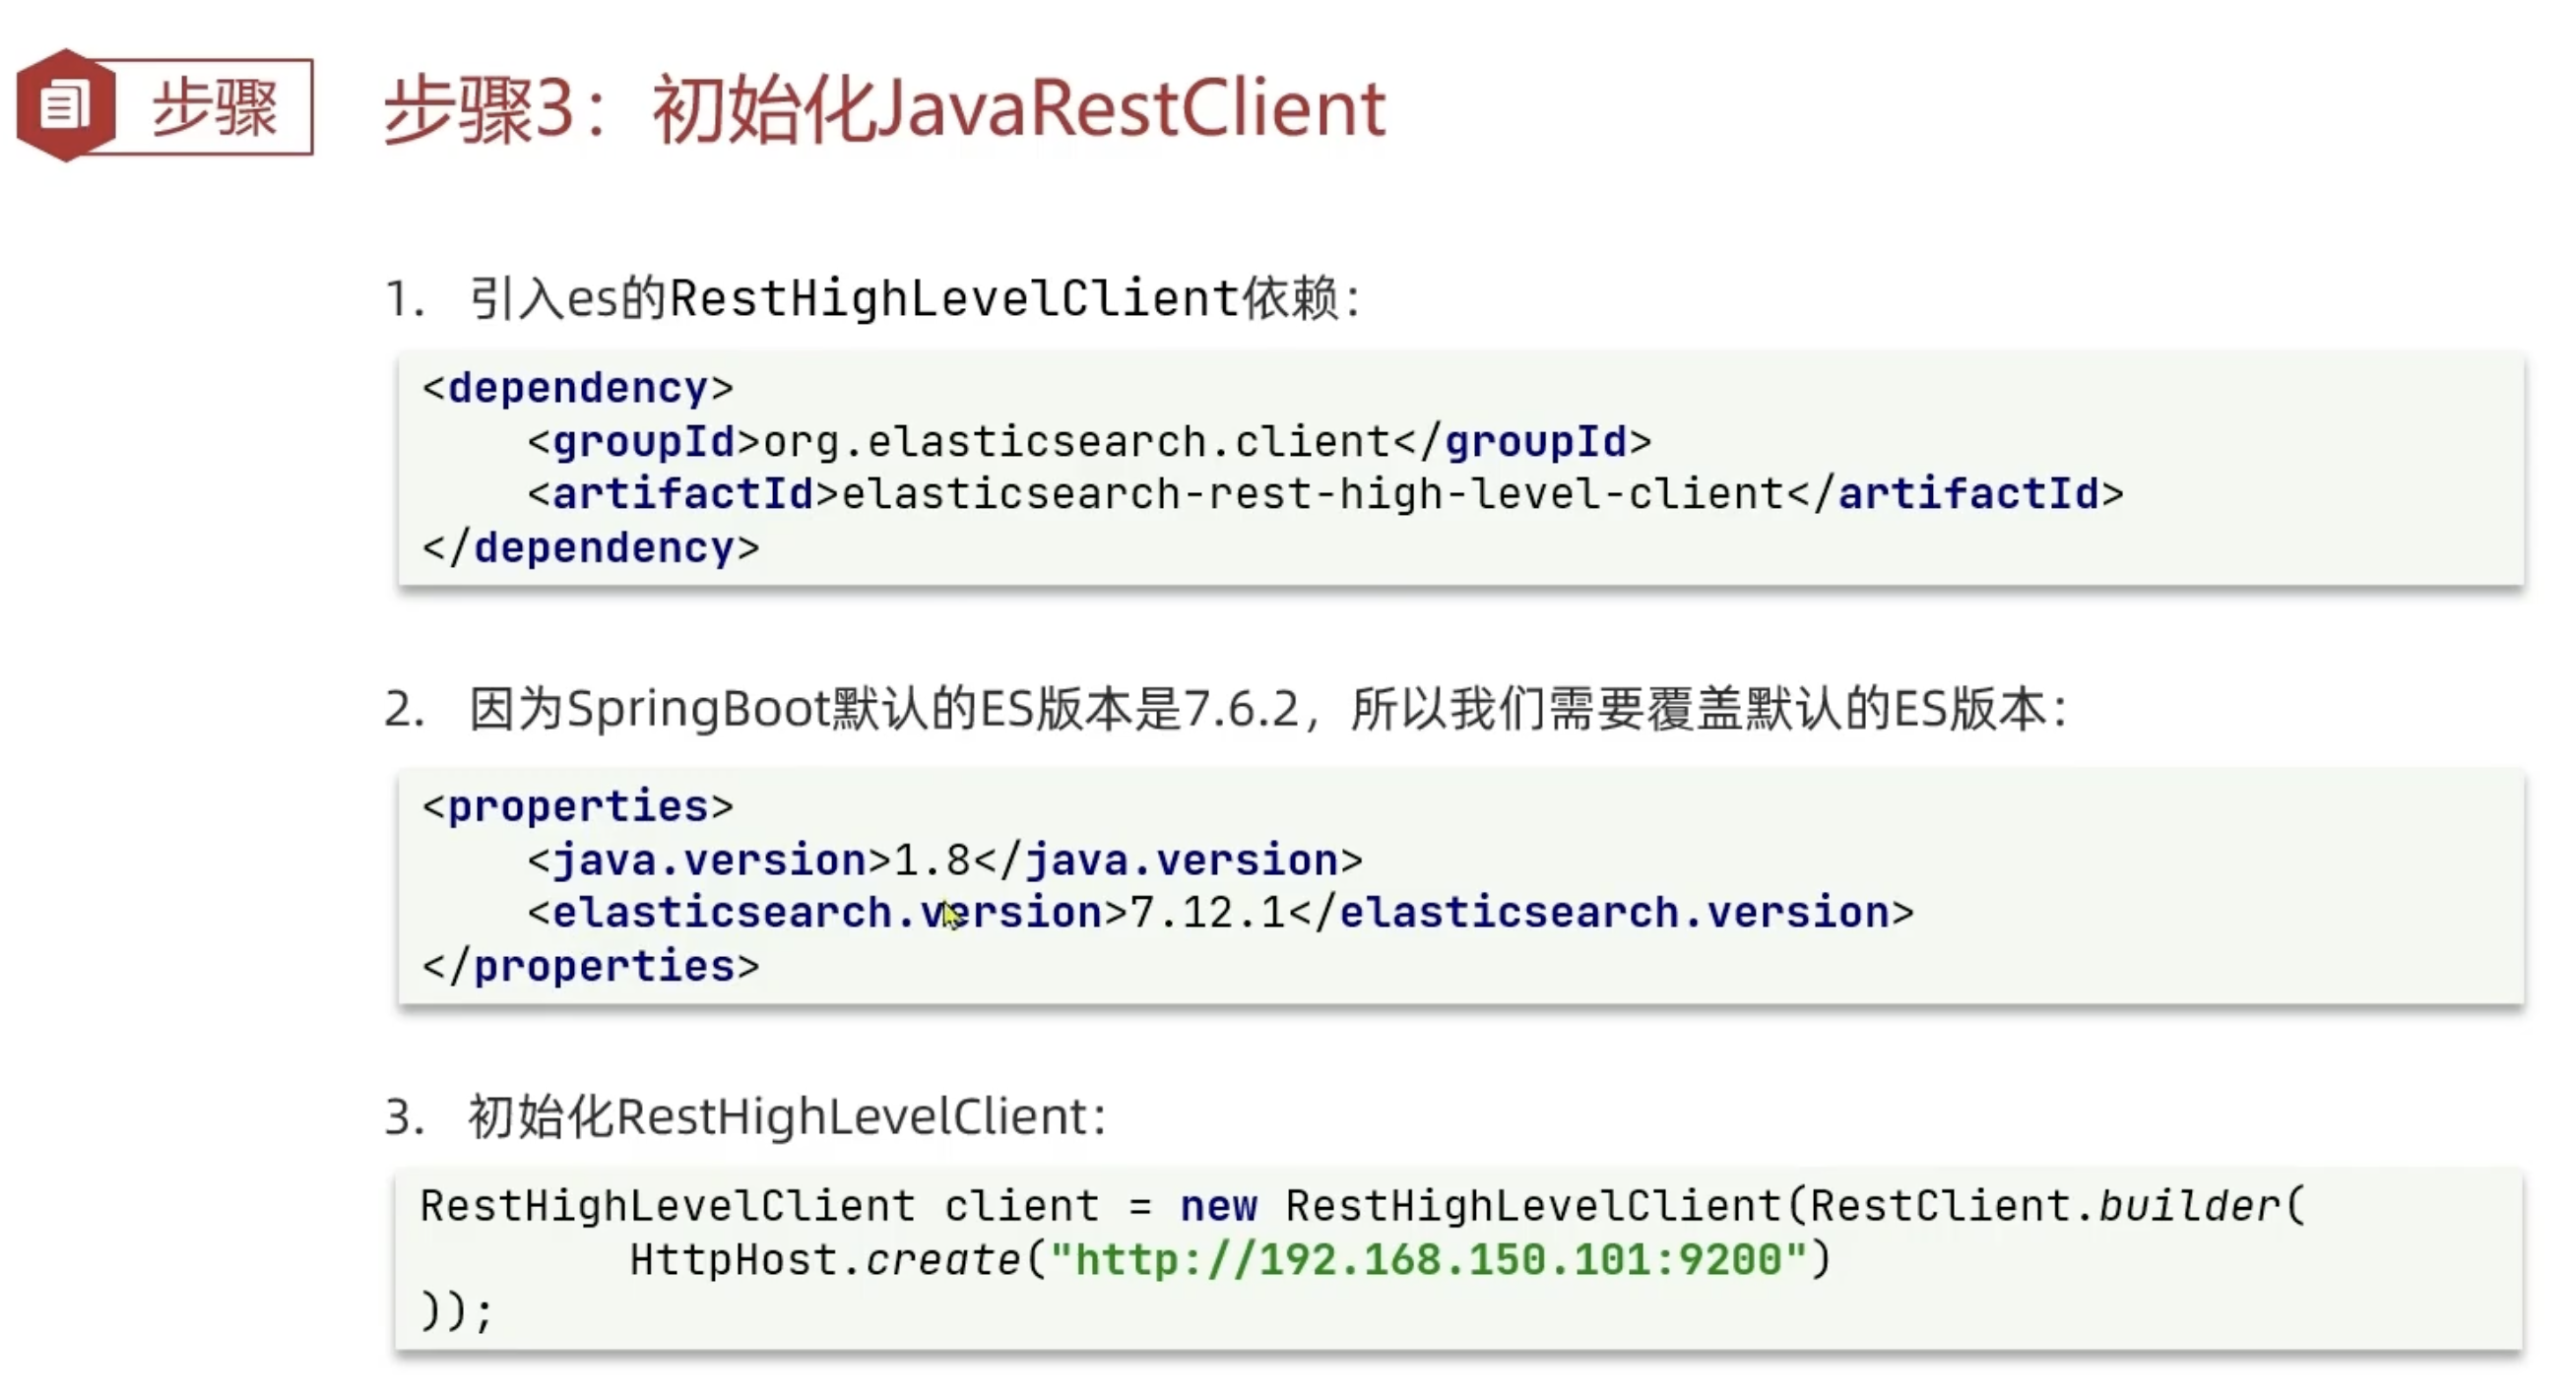 步骤
步骤3：初始化JavaRestClient
1. 引入es的RestHighLevelClient依赖：
<dependency>
    <groupId>org.elasticsearch.client</groupId>
    <artifactId>elasticsearch-rest-high-level-client</artifactId>
</dependency>
2. 因为SpringBoot默认的ES版本是7.6.2，所以我们需要覆盖默认的ES版本：
<properties>
    <java.version>1.8</java.version>
    <elasticsearch.version>7.12.1</elasticsearch.version>
</properties>
3. 初始化RestHighLevelClient：
RestHighLevelClient client = new RestHighLevelClient(RestClient.builder(
        HttpHost.create("http://192.168.150.101:9200")
));